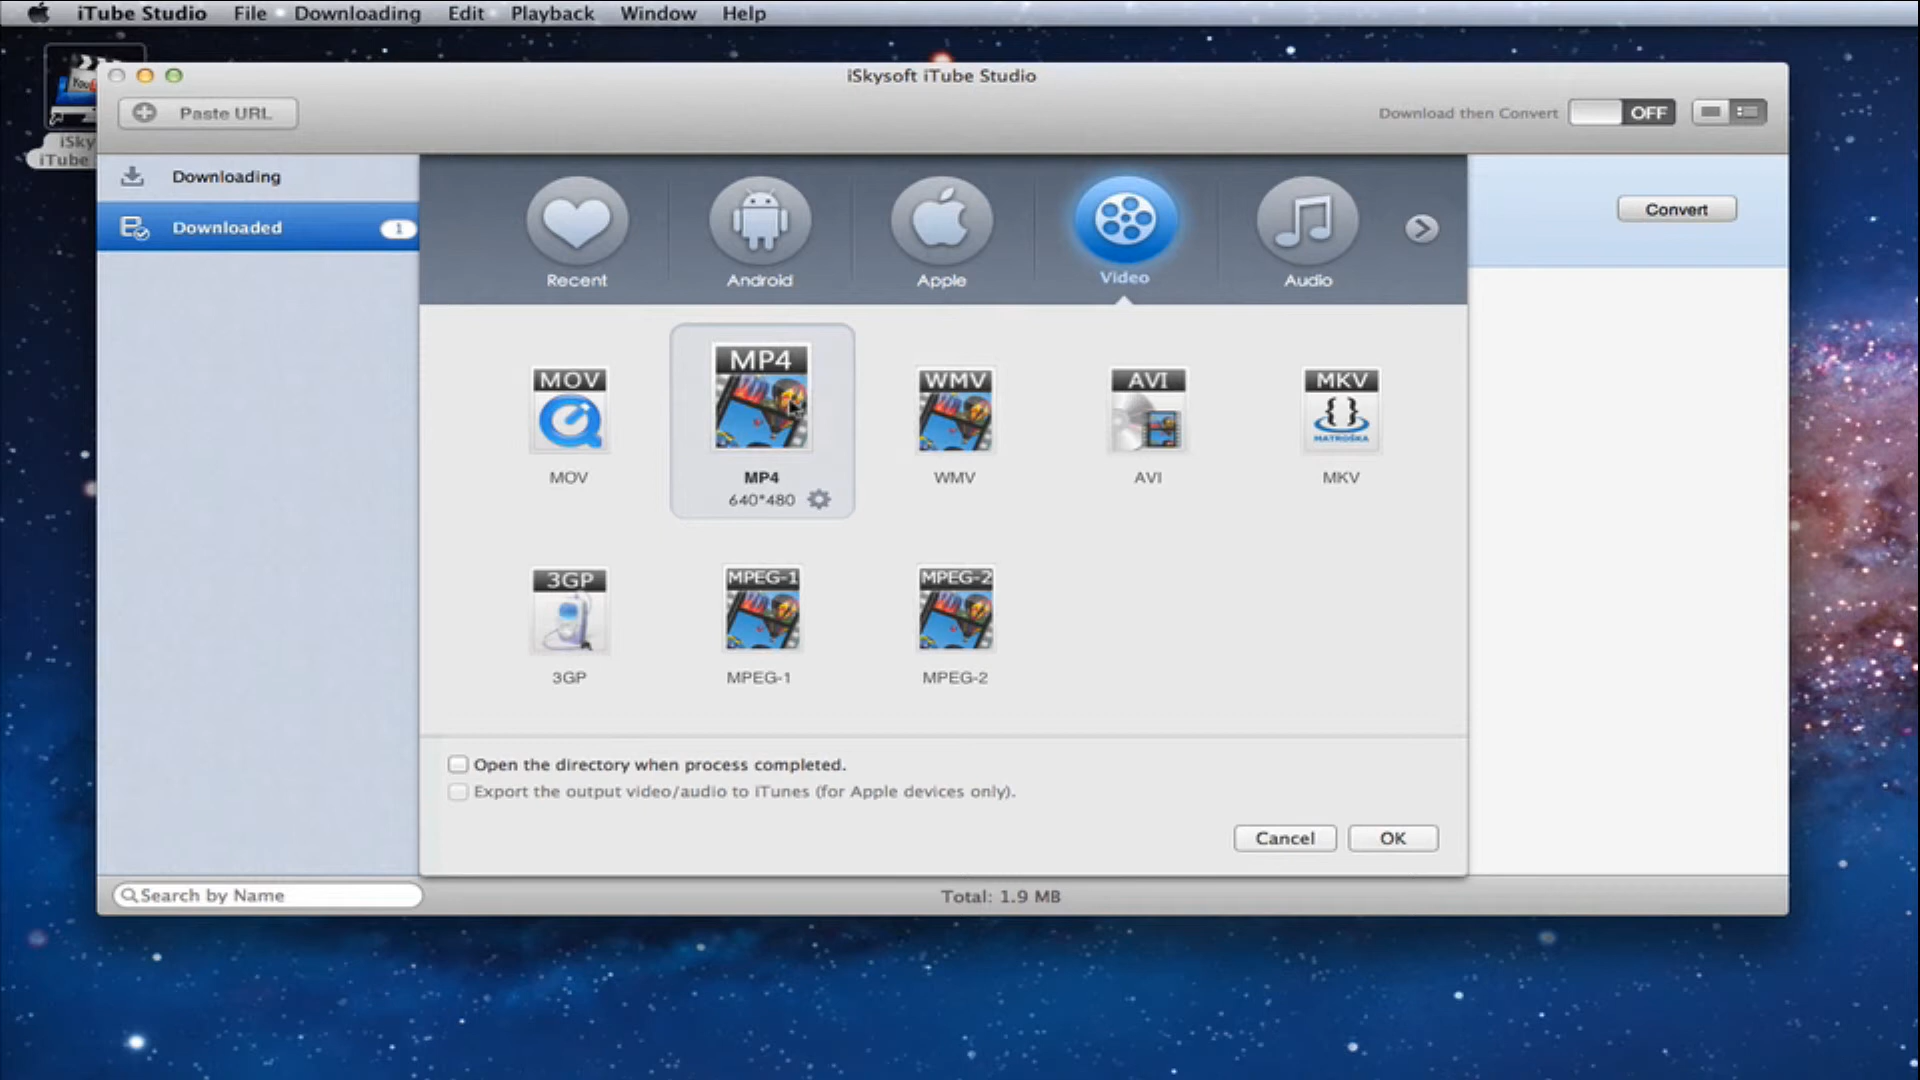 iTube Studio File Downloading Edit Playback Window Help
iSkysoft iTube Studio
Paste URL
Download then Convert OFF
iSky
iTube
Downloading
Downloaded 1
Recent Android Apple Video Audio
Convert
MOV MP4 WMV AVI MKV
MATROŠKA
MOV MP4 WMV AVI MKV
640*480
3GP MPEG-1 MPEG-2
3GP MPEG-1 MPEG-2
Open the directory when process completed.
Export the output video/audio to iTunes (for Apple devices only).
Cancel OK
Search by Name
Total: 1.9 MB